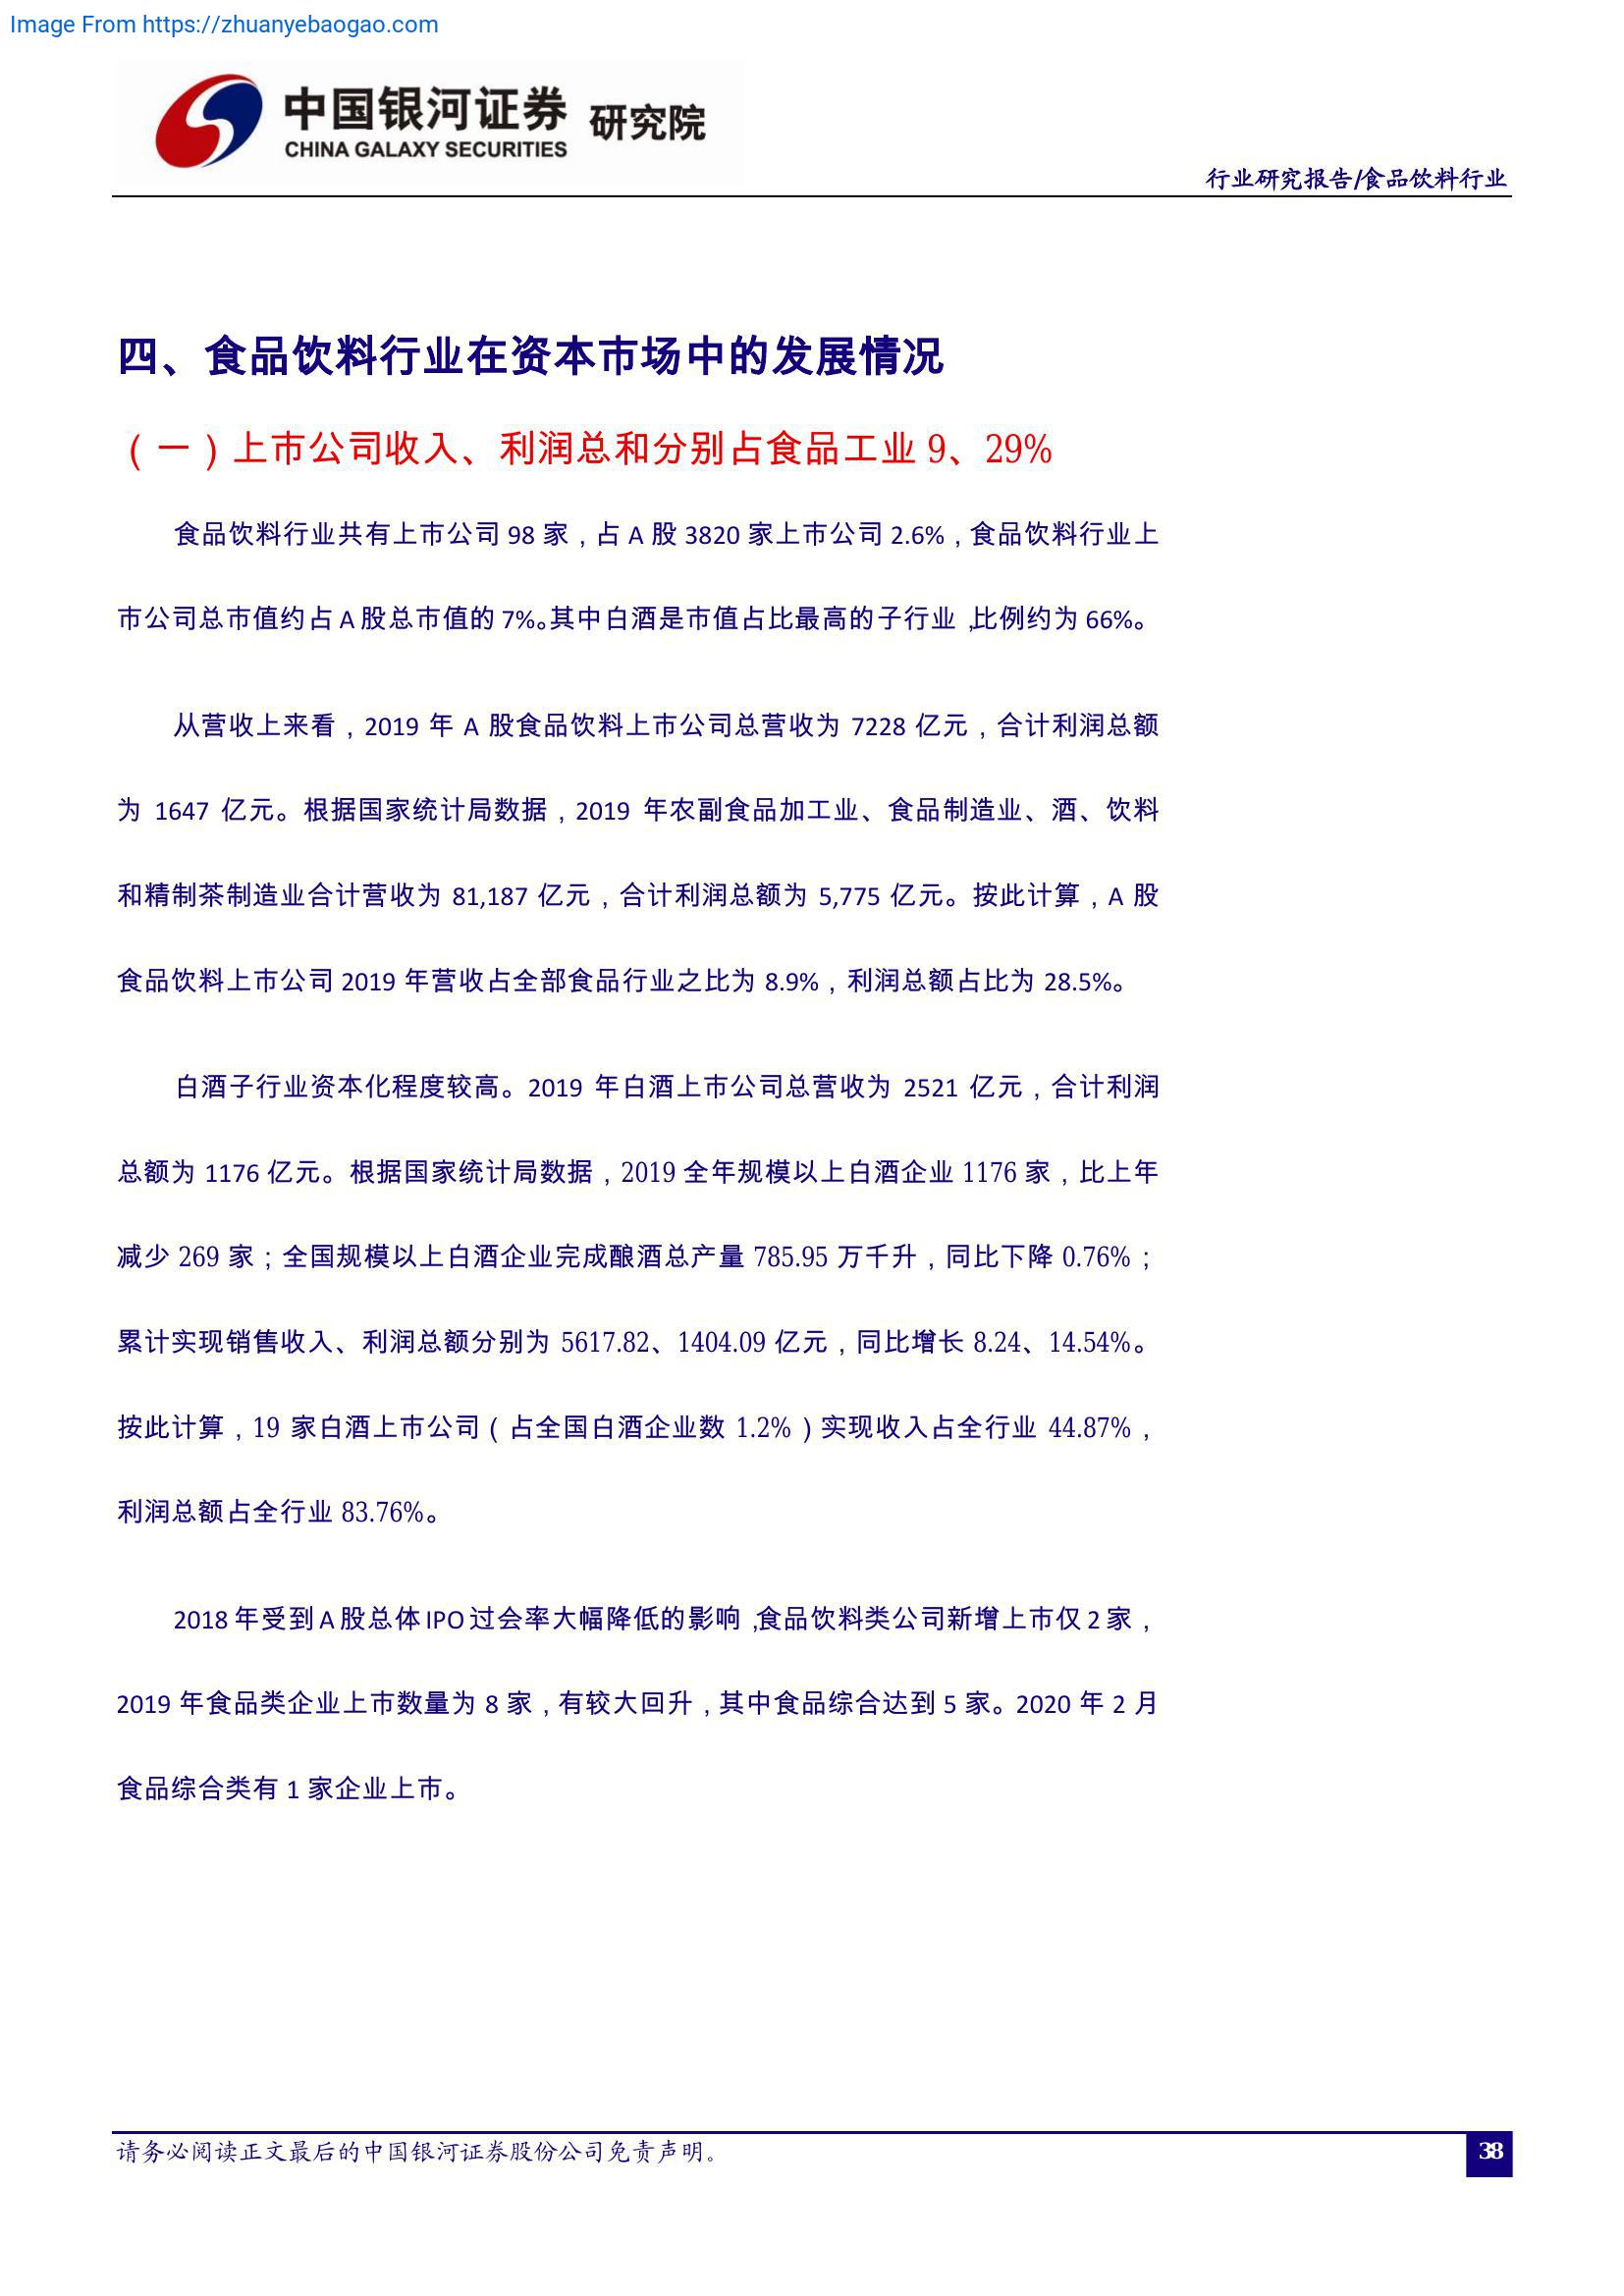 Image From https://zhuanyebaogao.com
中国银河证券 研究院
CHINA GALAXY SECURITIES
行业研究报告/食品饮料行业
四、食品饮料行业在资本市场中的发展情况
（一）上市公司收入、利润总和分别占食品工业 9、29%
食品饮料行业共有上市公司 98 家，占 A 股 3820 家上市公司 2.6%，食品饮料行业上
市公司总市值约占 A 股总市值的 7%。其中白酒是市值占比最高的子行业，比例约为 66%。
从营收上来看，2019 年 A 股食品饮料上市公司总营收为 7228 亿元，合计利润总额
为 1647 亿元。根据国家统计局数据，2019 年农副食品加工业、食品制造业、酒、饮料
和精制茶制造业合计营收为 81,187 亿元，合计利润总额为 5,775 亿元。按此计算，A 股
食品饮料上市公司 2019 年营收占全部食品行业之比为 8.9%，利润总额占比为 28.5%。
白酒子行业资本化程度较高。2019 年白酒上市公司总营收为 2521 亿元，合计利润
总额为 1176 亿元。根据国家统计局数据，2019 全年规模以上白酒企业 1176 家，比上年
减少 269 家；全国规模以上白酒企业完成酿酒总产量 785.95 万千升，同比下降 0.76%；
累计实现销售收入、利润总额分别为 5617.82、1404.09 亿元，同比增长 8.24、14.54%。
按此计算，19 家白酒上市公司（占全国白酒企业数 1.2%）实现收入占全行业 44.87%，
利润总额占全行业 83.76%。
2018 年受到 A 股总体 IPO 过会率大幅降低的影响，食品饮料类公司新增上市仅 2 家，
2019 年食品类企业上市数量为 8 家，有较大回升，其中食品综合达到 5 家。2020 年 2 月
食品综合类有 1 家企业上市。
请务必阅读正文最后的中国银河证券股份公司免责声明。
38